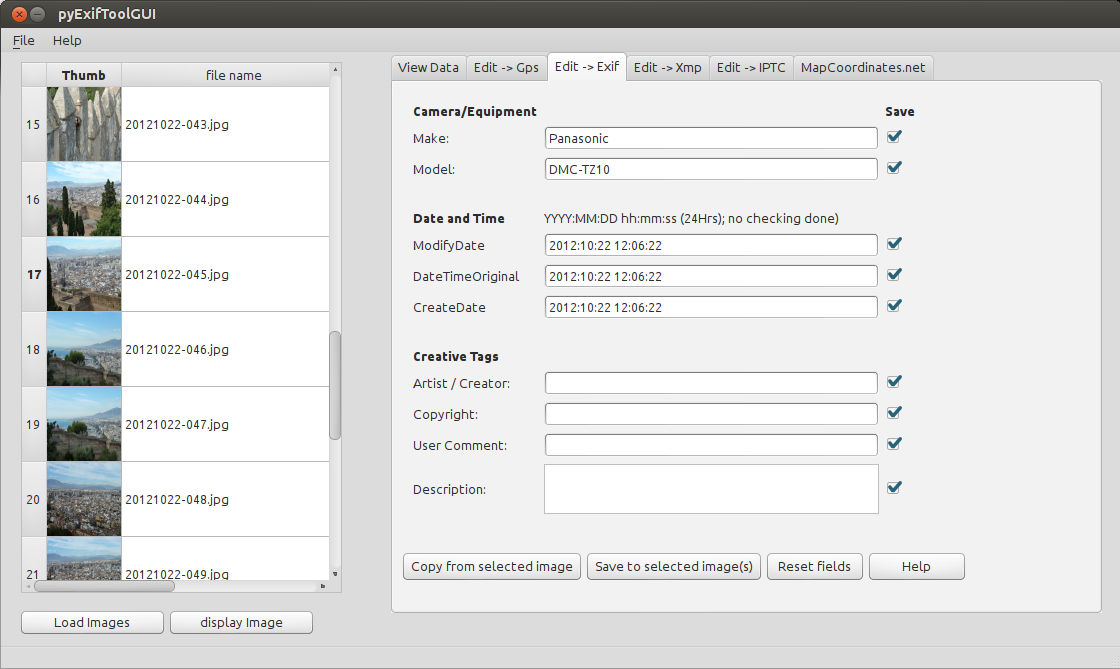 pyExifToolGUI
File Help
Thumb file name
15 20121022-043.jpg
16 20121022-044.jpg
17 20121022-045.jpg
18 20121022-046.jpg
19 20121022-047.jpg
20 20121022-048.jpg
21 20121022-049.jpg
Load Images display Image
View Data Edit -> Gps Edit -> Exif Edit -> Xmp Edit -> IPTC MapCoordinates.net
Camera/Equipment Save
Make: Panasonic
Model: DMC-TZ10
Date and Time YYYY:MM:DD hh:mm:ss (24Hrs); no checking done)
ModifyDate 2012:10:22 12:06:22
DateTimeOriginal 2012:10:22 12:06:22
CreateDate 2012:10:22 12:06:22
Creative Tags
Artist / Creator:
Copyright:
User Comment:
Description:
Copy from selected image Save to selected image(s) Reset fields Help